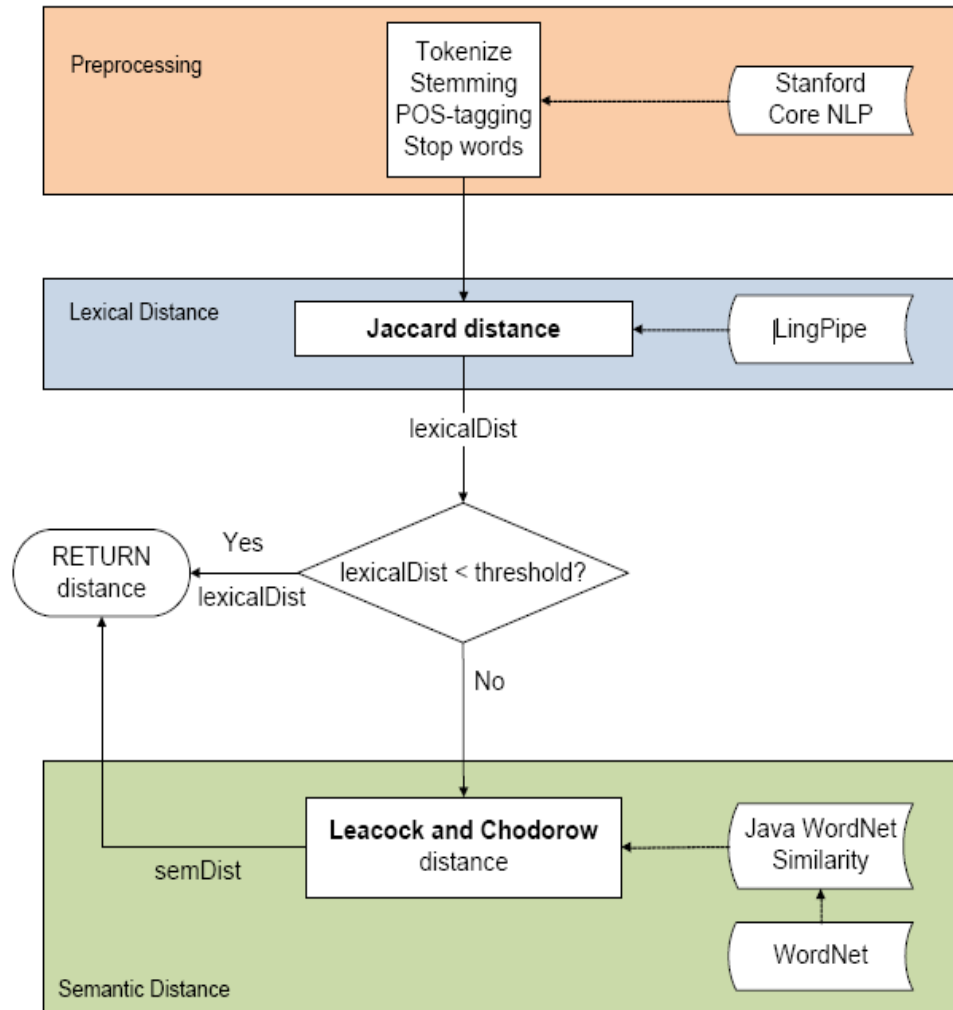 Preprocessing
Tokenize
Stemming
POS-tagging
Stop words
Stanford
Core NLP
Lexical Distance
Jaccard distance
LingPipe
lexicalDist
RETURN
distance
Yes
lexicalDist
lexicalDist < threshold?
No
Leacock and Chodorow
distance
Java WordNet
Similarity
semDist
WordNet
Semantic Distance